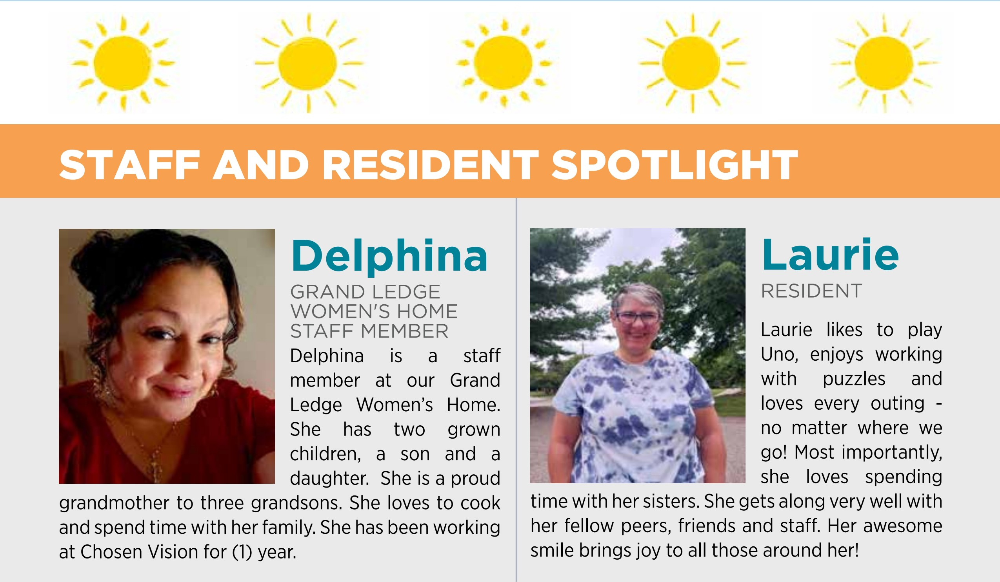 STAFF AND RESIDENT SPOTLIGHT
Delphina
GRAND LEDGE
WOMEN'S HOME
STAFF MEMBER
Delphina is a staff
member at our Grand
Ledge Women’s Home.
She has two grown
children, a son and a
daughter.  She is a proud
grandmother to three grandsons. She loves to cook
and spend time with her family. She has been working
at Chosen Vision for (1) year.
Laurie
RESIDENT
Laurie likes to play
Uno, enjoys working
with puzzles and
loves every outing -
no matter where we
go! Most importantly,
she loves spending
time with her sisters. She gets along very well with
her fellow peers, friends and staff. Her awesome
smile brings joy to all those around her!